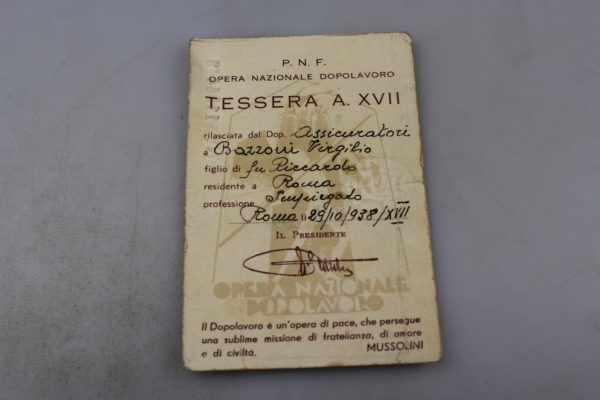 P. N. F.
OPERA NAZIONALE DOPOLAVORO
TESSERA A. XVII
rilasciata dal Dop. Assicuratori
a Bazzoni Virgilio
figlio di fu Riccardo
residente a Roma
professione Impiegato
Roma li 29/10/938/XVII
IL PRESIDENTE
OPERA NAZIONALE
DOPOLAVORO
Il Dopolavoro è un'opera di pace, che persegue
una sublime missione di fratellanza, di amore
e di civiltà. MUSSOLINI